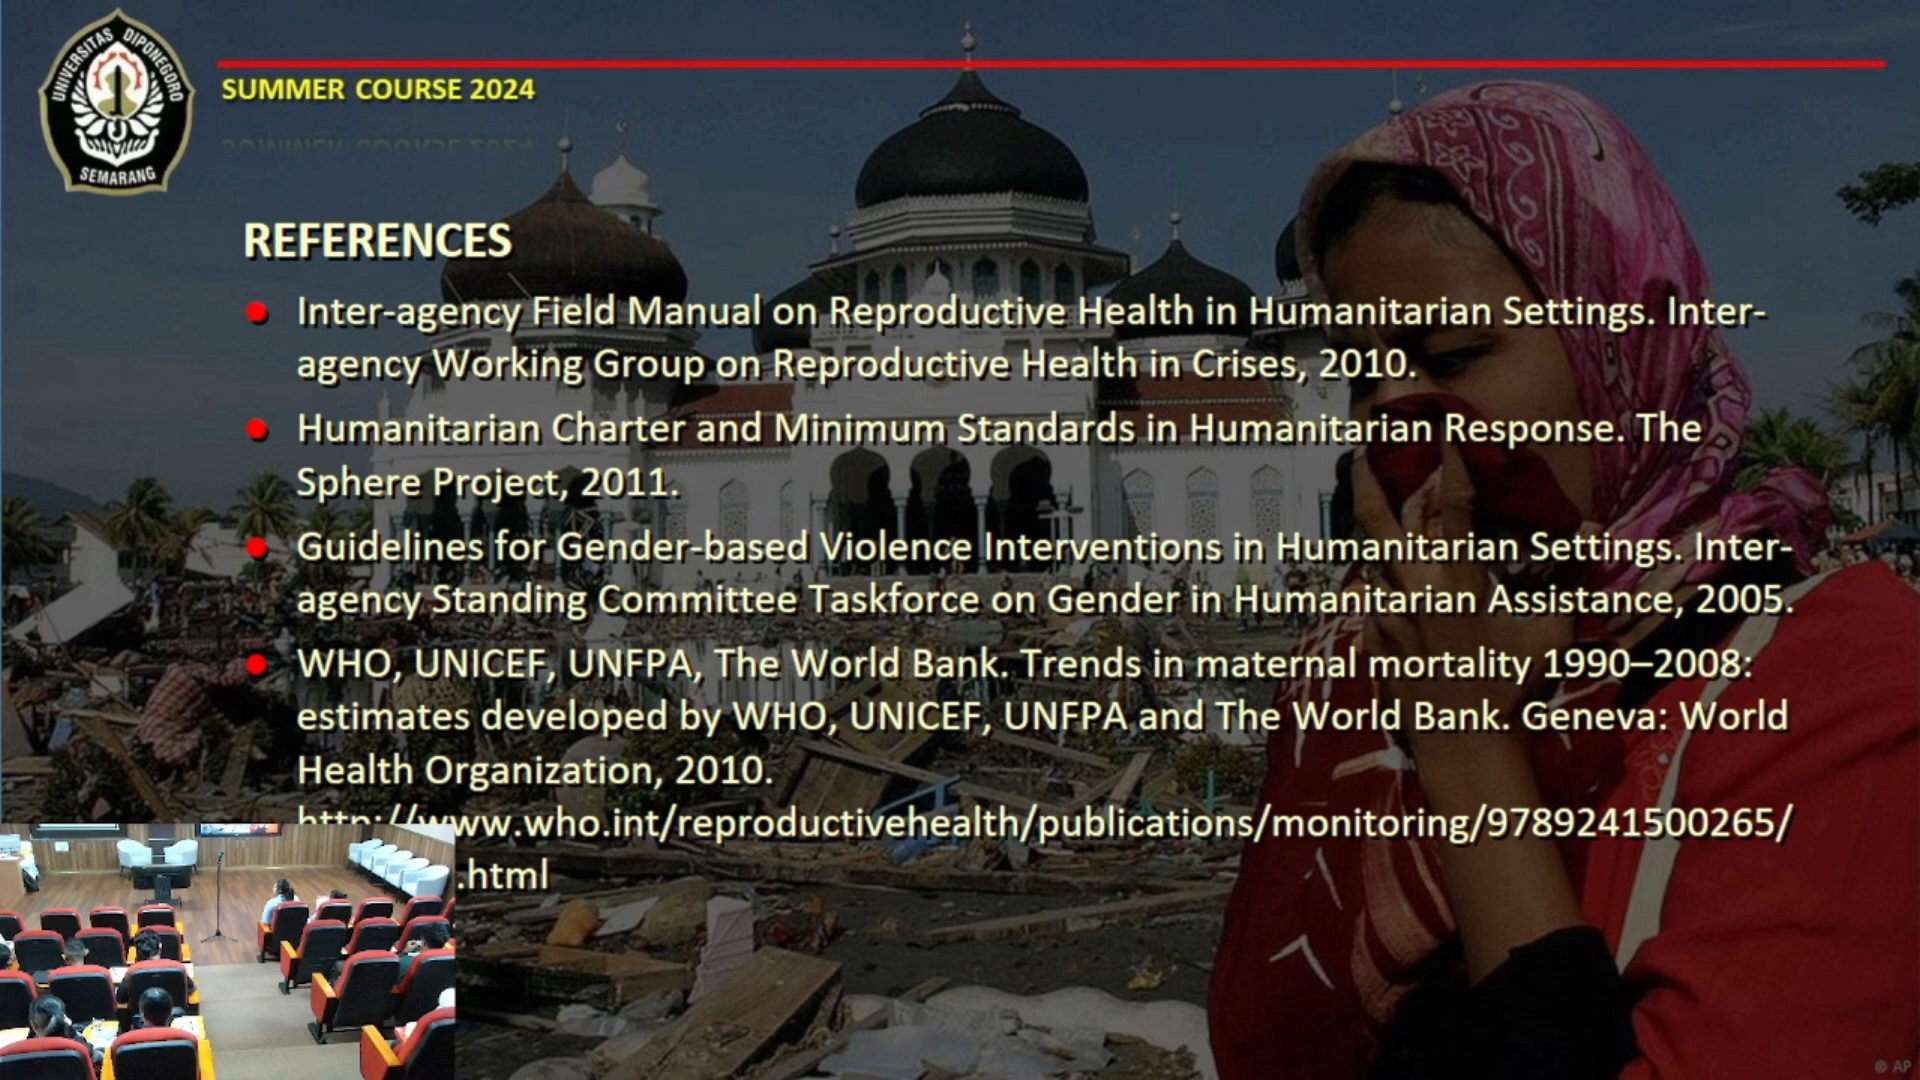 UNIVERSITAS DIPONEGORO
SEMARANG
SUMMER COURSE 2024
REFERENCES
Inter-agency Field Manual on Reproductive Health in Humanitarian Settings. Inter-
agency Working Group on Reproductive Health in Crises, 2010.
Humanitarian Charter and Minimum Standards in Humanitarian Response. The
Sphere Project, 2011.
Guidelines for Gender-based Violence Interventions in Humanitarian Settings. Inter-
agency Standing Committee Taskforce on Gender in Humanitarian Assistance, 2005.
WHO, UNICEF, UNFPA, The World Bank. Trends in maternal mortality 1990–2008:
estimates developed by WHO, UNICEF, UNFPA and The World Bank. Geneva: World
Health Organization, 2010.
http://www.who.int/reproductivehealth/publications/monitoring/9789241500265/
.html
© AP